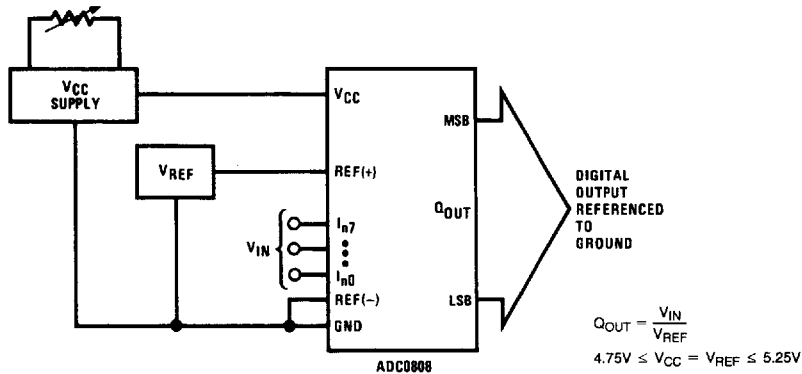 VCC
SUPPLY
VCC
MSB
VREF
REF(+)
QOUT
DIGITAL
OUTPUT
REFERENCED
TO
GROUND
VIN
In7
In0
REF(−)
LSB
GND
QOUT = VIN / VREF
4.75V ≤ VCC = VREF ≤ 5.25V
ADC0808